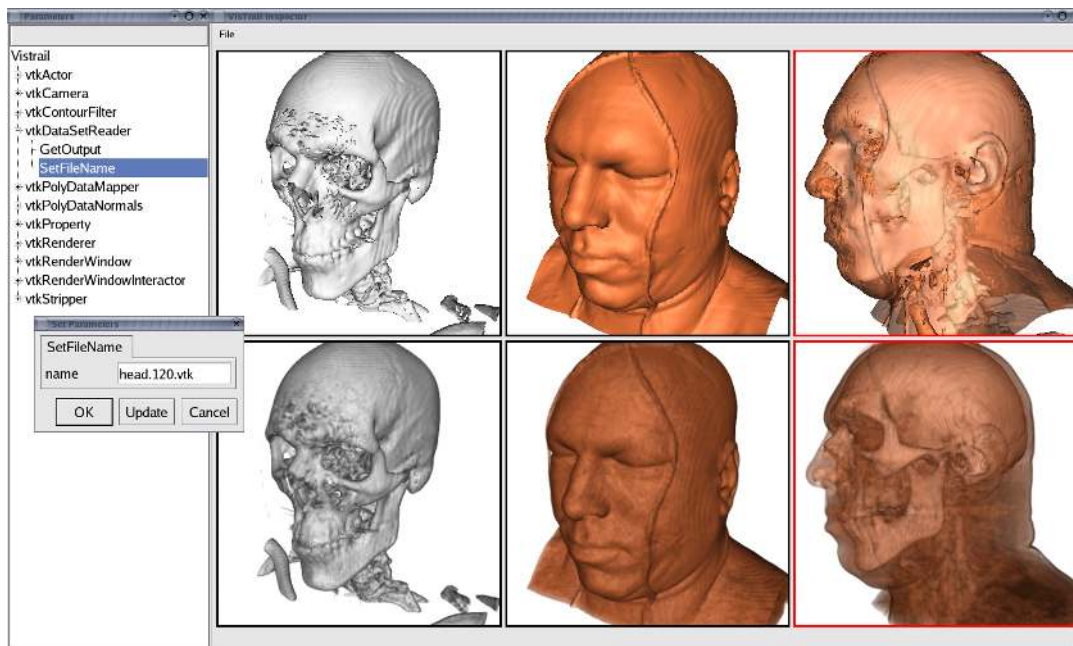 Parameters
VisTrail Inspector
File
Vistrail
vtkActor
vtkCamera
vtkContourFilter
vtkDataSetReader
GetOutput
SetFileName
vtkPolyDataMapper
vtkPolyDataNormals
vtkProperty
vtkRenderer
vtkRenderWindow
vtkRenderWindowInteractor
vtkStripper
Set Parameters
SetFileName
name head.120.vtk
OK Update Cancel